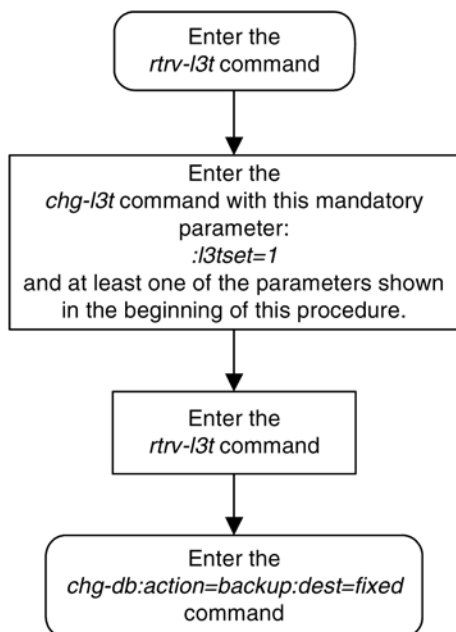 Enter the
rtrv-l3t command
Enter the
chg-l3t command with this mandatory
parameter:
:l3tset=1
and at least one of the parameters shown
in the beginning of this procedure.
Enter the
rtrv-l3t command
Enter the
chg-db:action=backup:dest=fixed
command